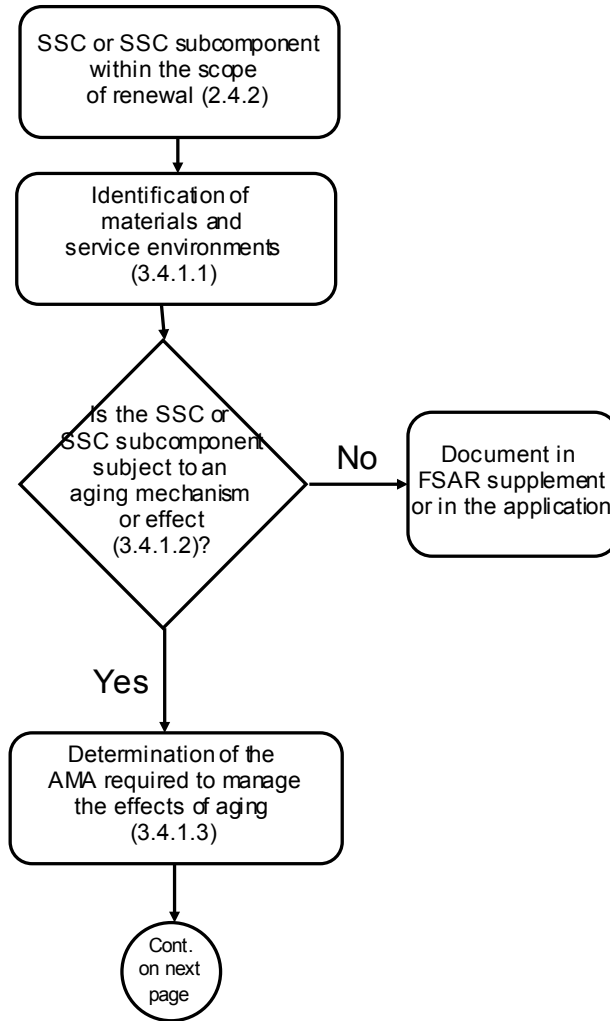 SSC or SSC subcomponent
within the scope
of renewal (2.4.2)
Identification of
materials and
service environments
(3.4.1.1)
Is the SSC or
SSC subcomponent
subject to an
aging mechanism
or effect
(3.4.1.2)?
No
Document in
FSAR supplement
or in the application
Yes
Determination of the
AMA required to manage
the effects of aging
(3.4.1.3)
Cont.
on next
page